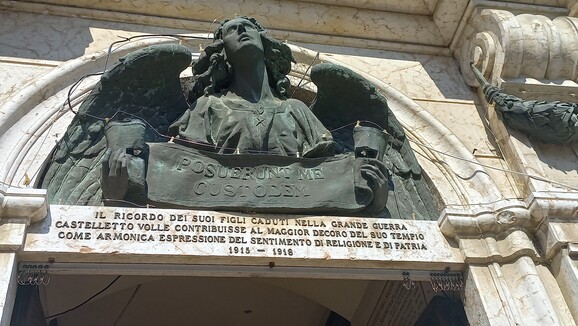 POSUERUNT ME
CUSTODEM
IL RICORDO DEI SUOI FIGLI CADUTI NELLA GRANDE GUERRA
CASTELLETTO VOLLE CONTRIBUISSE AL MAGGIOR DECORO DEL SUO TEMPIO
COME ARMONICA ESPRESSIONE DEL SENTIMENTO DI RELIGIONE E DI PATRIA
1915 - 1918